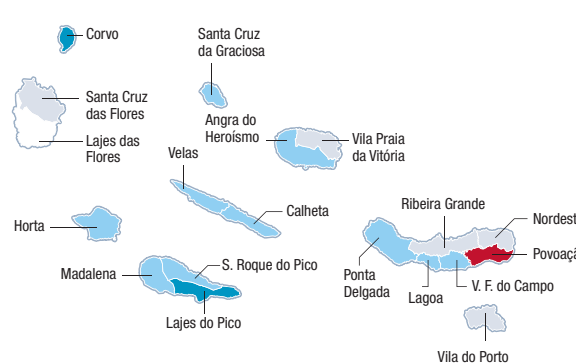 Corvo
Santa Cruz
da Graciosa
Santa Cruz
das Flores
Lajes das
Flores
Angra do
Heroísmo
Vila Praia
da Vitória
Velas
Calheta
Horta
Madalena
S. Roque do Pico
Lajes do Pico
Ribeira Grande
Nordest
Povoaçã
Ponta
Delgada
Lagoa
V. F. do Campo
Vila do Porto